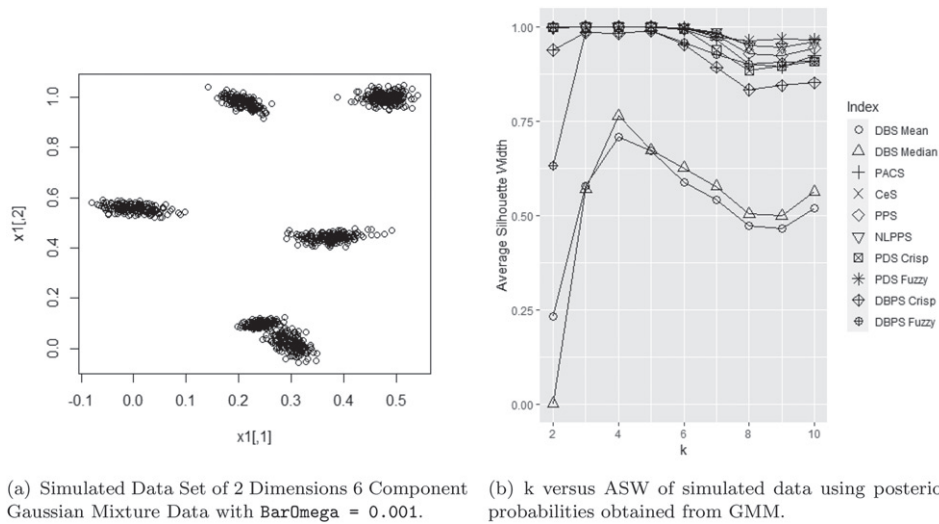 1.0
0.8
0.6
0.4
0.2
0.0
x1[,2]
-0.1 0.0 0.1 0.2 0.3 0.4 0.5
x1[,1]
1.00
0.75
0.50
0.25
0.00
Average Silhouette Width
2 4 6 8 10
k
Index
DBS Mean
DBS Median
PACS
CeS
PPS
NLPPS
PDS Crisp
PDS Fuzzy
DBPS Crisp
DBPS Fuzzy
(a) Simulated Data Set of 2 Dimensions 6 Component
Gaussian Mixture Data with BarOmega = 0.001.
(b) k versus ASW of simulated data using posterio
probabilities obtained from GMM.